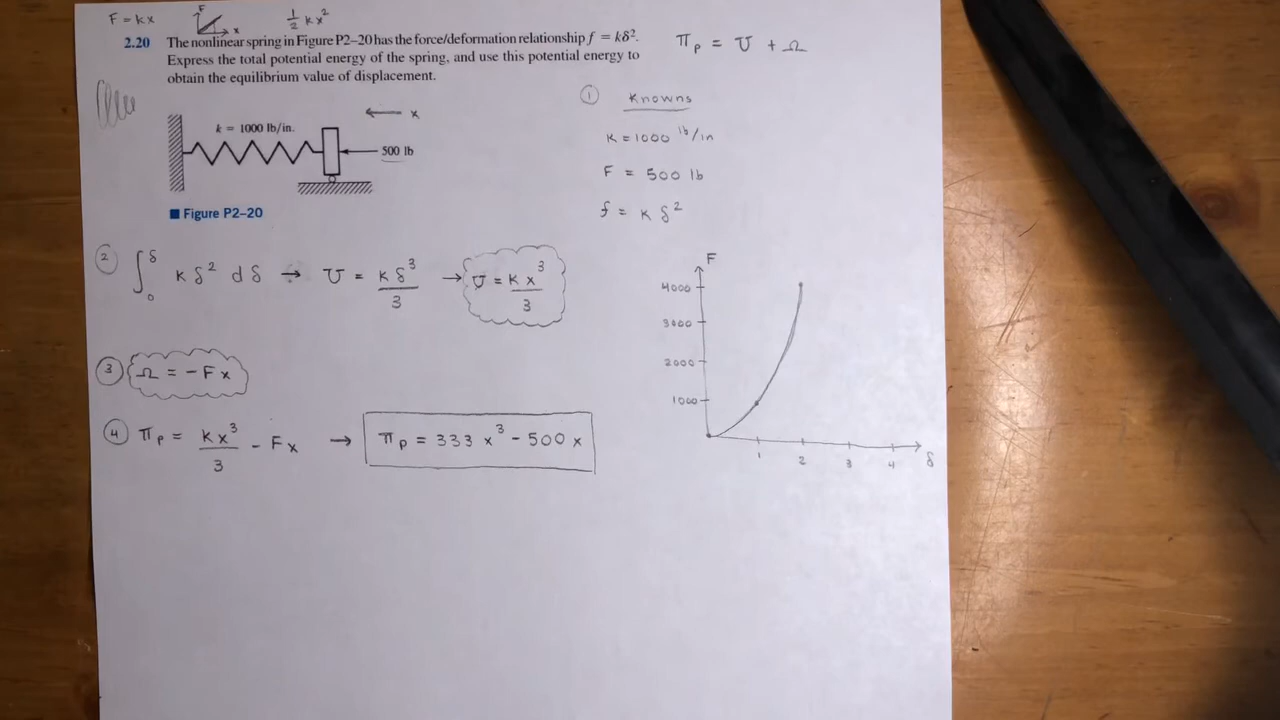 F = kx
F
x
1/2 kx²
2.20 The nonlinear spring in Figure P2–20 has the force/deformation relationship f = kδ².
Express the total potential energy of the spring, and use this potential energy to
obtain the equilibrium value of displacement.
πp = U + Ω
k = 1000 lb/in.
x
500 lb
■ Figure P2–20
① Knowns
K = 1000 lb/in
F = 500 lb
f = K δ²
② ∫₀^δ K δ² dδ → U = Kδ³/3 → U = Kx³/3
③ Ω = -Fx
④ πp = Kx³/3 - Fx → πp = 333 x³ - 500 x
F
4000
3000
2000
1000
1 2 3 4 δ